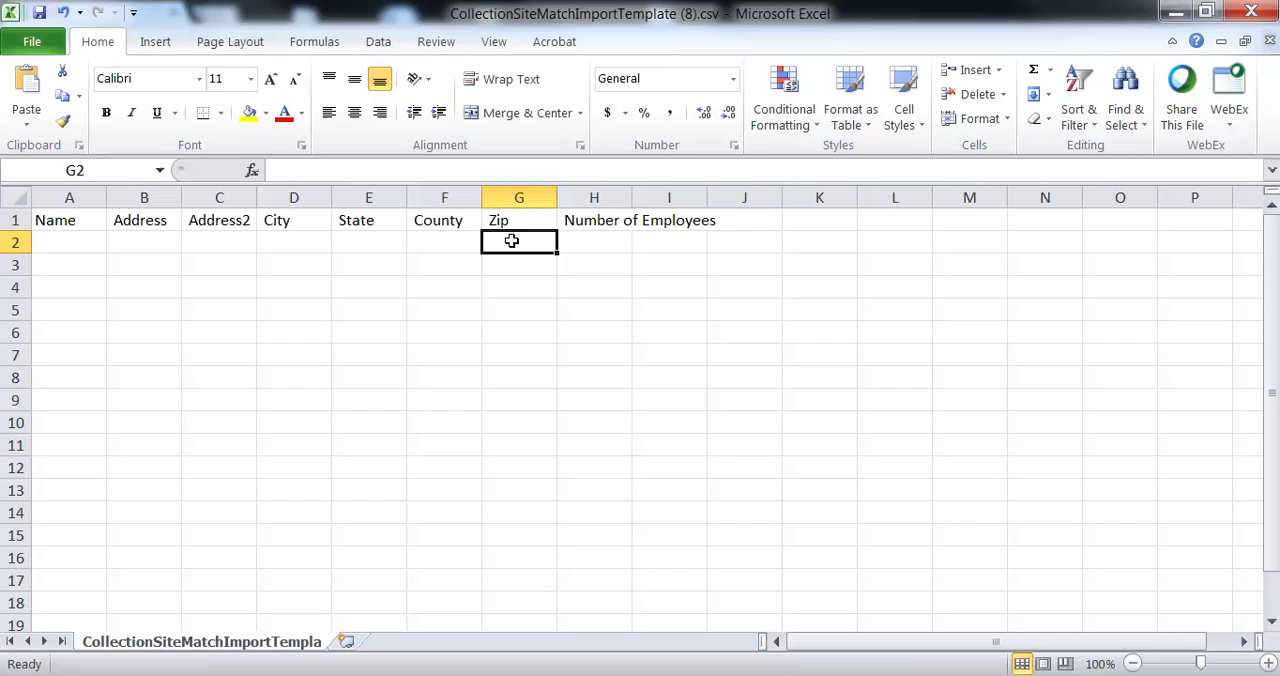 CollectionSiteMatchImportTemplate (8).csv - Microsoft Excel
File Home Insert Page Layout Formulas Data Review View Acrobat
Calibri 11 Wrap Text General Insert Σ
Paste B I U A Merge & Center $ % , Conditional Formatting Format as Table Cell Styles Delete Format Sort & Filter Find & Select Share This File WebEx
Clipboard Font Alignment Number Styles Cells Editing WebEx
G2 fx
A B C D E F G H I J K L M N O P
1 Name Address Address2 City State County Zip Number of Employees
2
3
4
5
6
7
8
9
10
11
12
13
14
15
16
17
18
19
CollectionSiteMatchImportTempla
Ready 100%